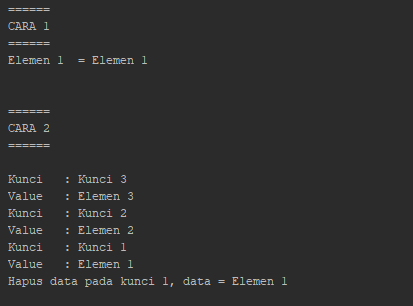 ======
CARA 1
======
Elemen 1  = Elemen 1
======
CARA 2
======
Kunci   : Kunci 3
Value   : Elemen 3
Kunci   : Kunci 2
Value   : Elemen 2
Kunci   : Kunci 1
Value   : Elemen 1
Hapus data pada kunci 1, data = Elemen 1